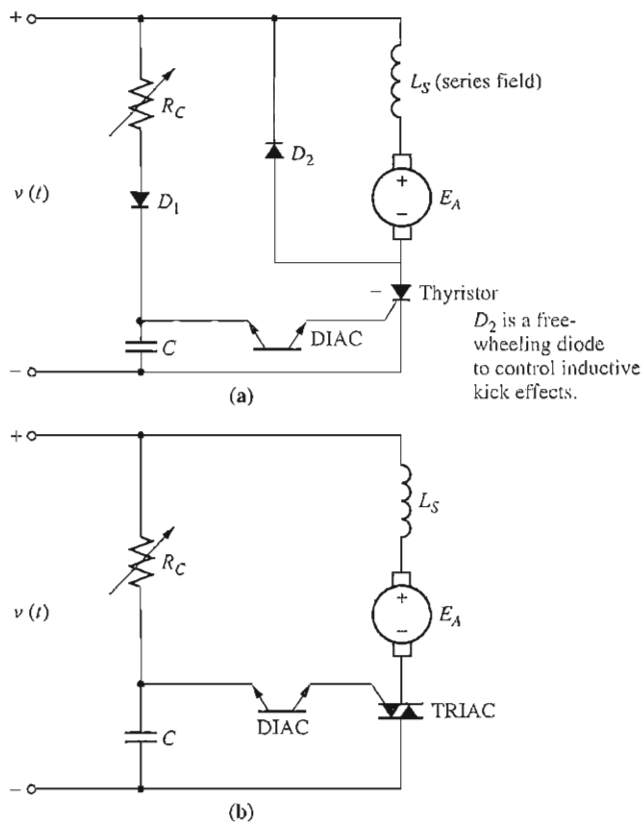 +
R_C
L_S (series field)
D_2
+
E_A
−
v (t)
D_1
− Thyristor
DIAC
C
D_2 is a free-
wheeling diode
to control inductive
kick effects.
−
(a)
+
L_S
R_C
+
E_A
−
v (t)
DIAC
TRIAC
C
−
(b)